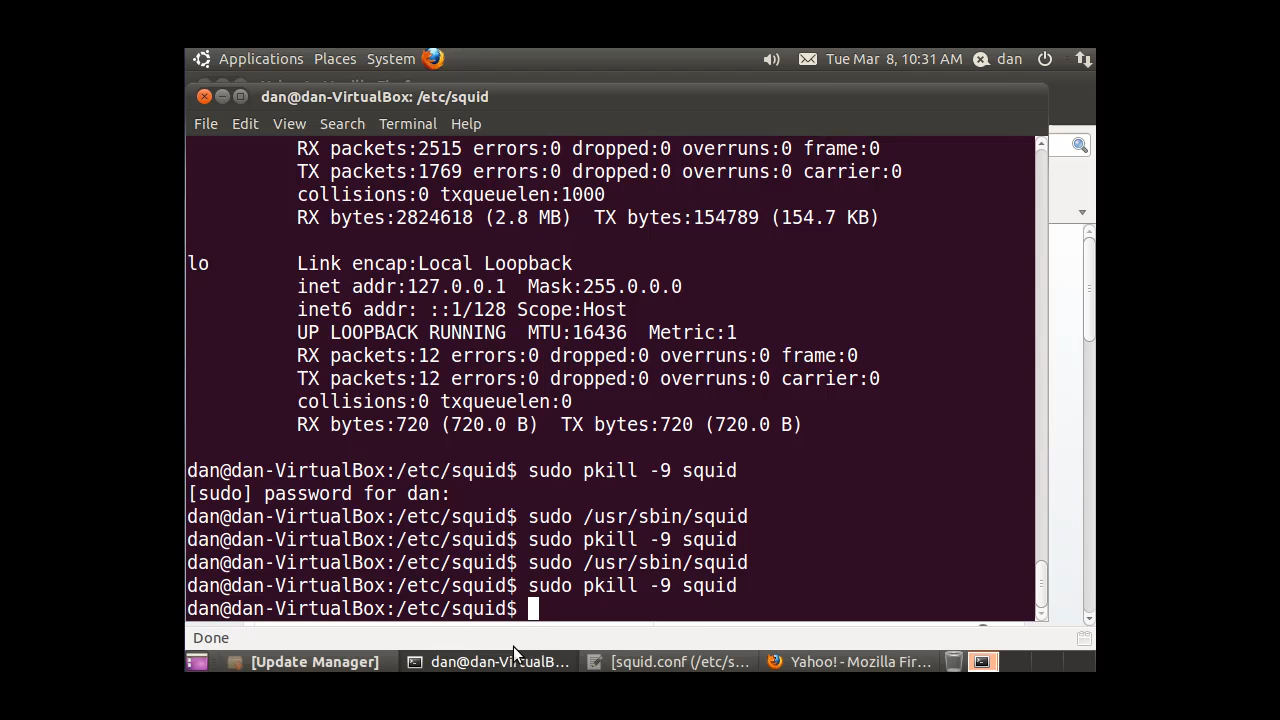 Applications Places System Tue Mar 8, 10:31 AM dan
dan@dan-VirtualBox: /etc/squid
File Edit View Search Terminal Help
RX packets:2515 errors:0 dropped:0 overruns:0 frame:0
TX packets:1769 errors:0 dropped:0 overruns:0 carrier:0
collisions:0 txqueuelen:1000
RX bytes:2824618 (2.8 MB)  TX bytes:154789 (154.7 KB)
lo        Link encap:Local Loopback
inet addr:127.0.0.1  Mask:255.0.0.0
inet6 addr: ::1/128 Scope:Host
UP LOOPBACK RUNNING  MTU:16436  Metric:1
RX packets:12 errors:0 dropped:0 overruns:0 frame:0
TX packets:12 errors:0 dropped:0 overruns:0 carrier:0
collisions:0 txqueuelen:0
RX bytes:720 (720.0 B)  TX bytes:720 (720.0 B)
dan@dan-VirtualBox:/etc/squid$ sudo pkill -9 squid
[sudo] password for dan:
dan@dan-VirtualBox:/etc/squid$ sudo /usr/sbin/squid
dan@dan-VirtualBox:/etc/squid$ sudo pkill -9 squid
dan@dan-VirtualBox:/etc/squid$ sudo /usr/sbin/squid
dan@dan-VirtualBox:/etc/squid$ sudo pkill -9 squid
dan@dan-VirtualBox:/etc/squid$
Done
[Update Manager] dan@dan-VirtualB... [squid.conf (/etc/s... Yahoo! - Mozilla Fir...